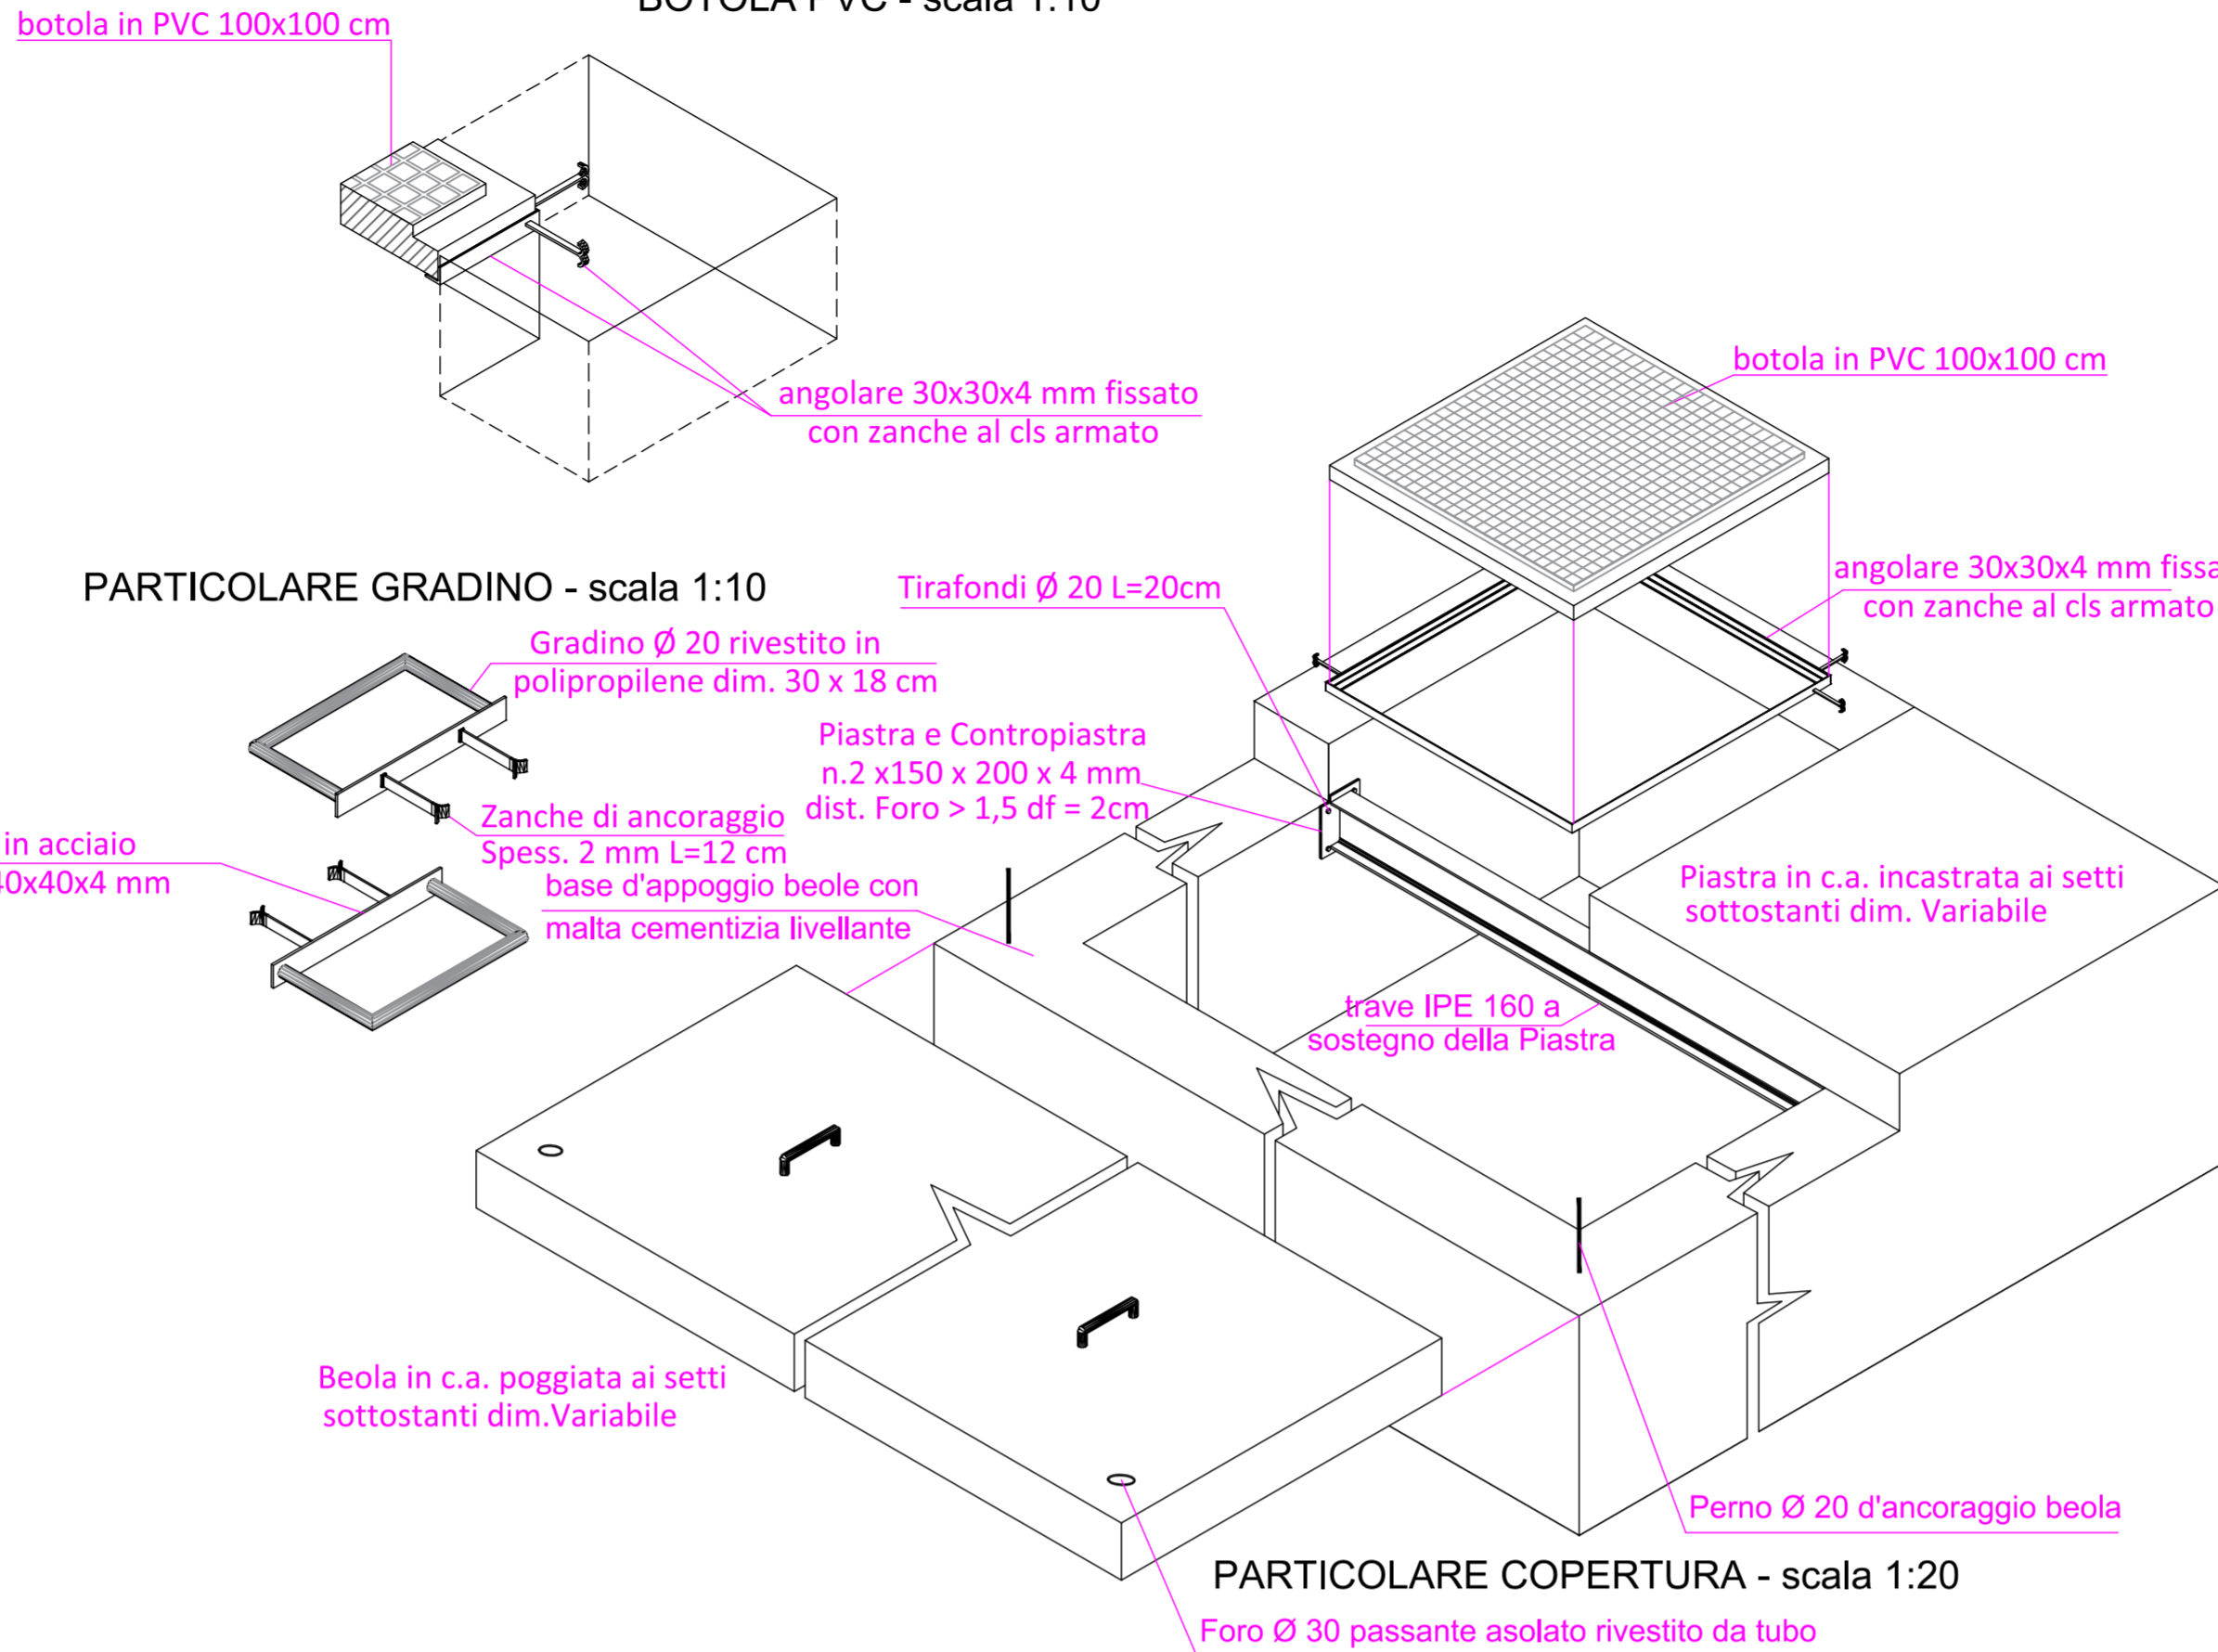 BOTOLA PVC - scala 1:10
botola in PVC 100x100 cm
angolare 30x30x4 mm fissato
con zanche al cls armato
botola in PVC 100x100 cm
angolare 30x30x4 mm fissa
con zanche al cls armato
PARTICOLARE GRADINO - scala 1:10
Tirafondi Ø 20 L=20cm
Gradino Ø 20 rivestito in
polipropilene dim. 30 x 18 cm
Piastra e Contropiastra
n.2 x150 x 200 x 4 mm
dist. Foro > 1,5 df = 2cm
Zanche di ancoraggio
Spess. 2 mm L=12 cm
in acciaio
40x40x4 mm
base d'appoggio beole con
malta cementizia livellante
Piastra in c.a. incastrata ai setti
sottostanti dim. Variabile
trave IPE 160 a
sostegno della Piastra
Beola in c.a. poggiata ai setti
sottostanti dim.Variabile
Perno Ø 20 d'ancoraggio beola
PARTICOLARE COPERTURA - scala 1:20
Foro Ø 30 passante asolato rivestito da tubo